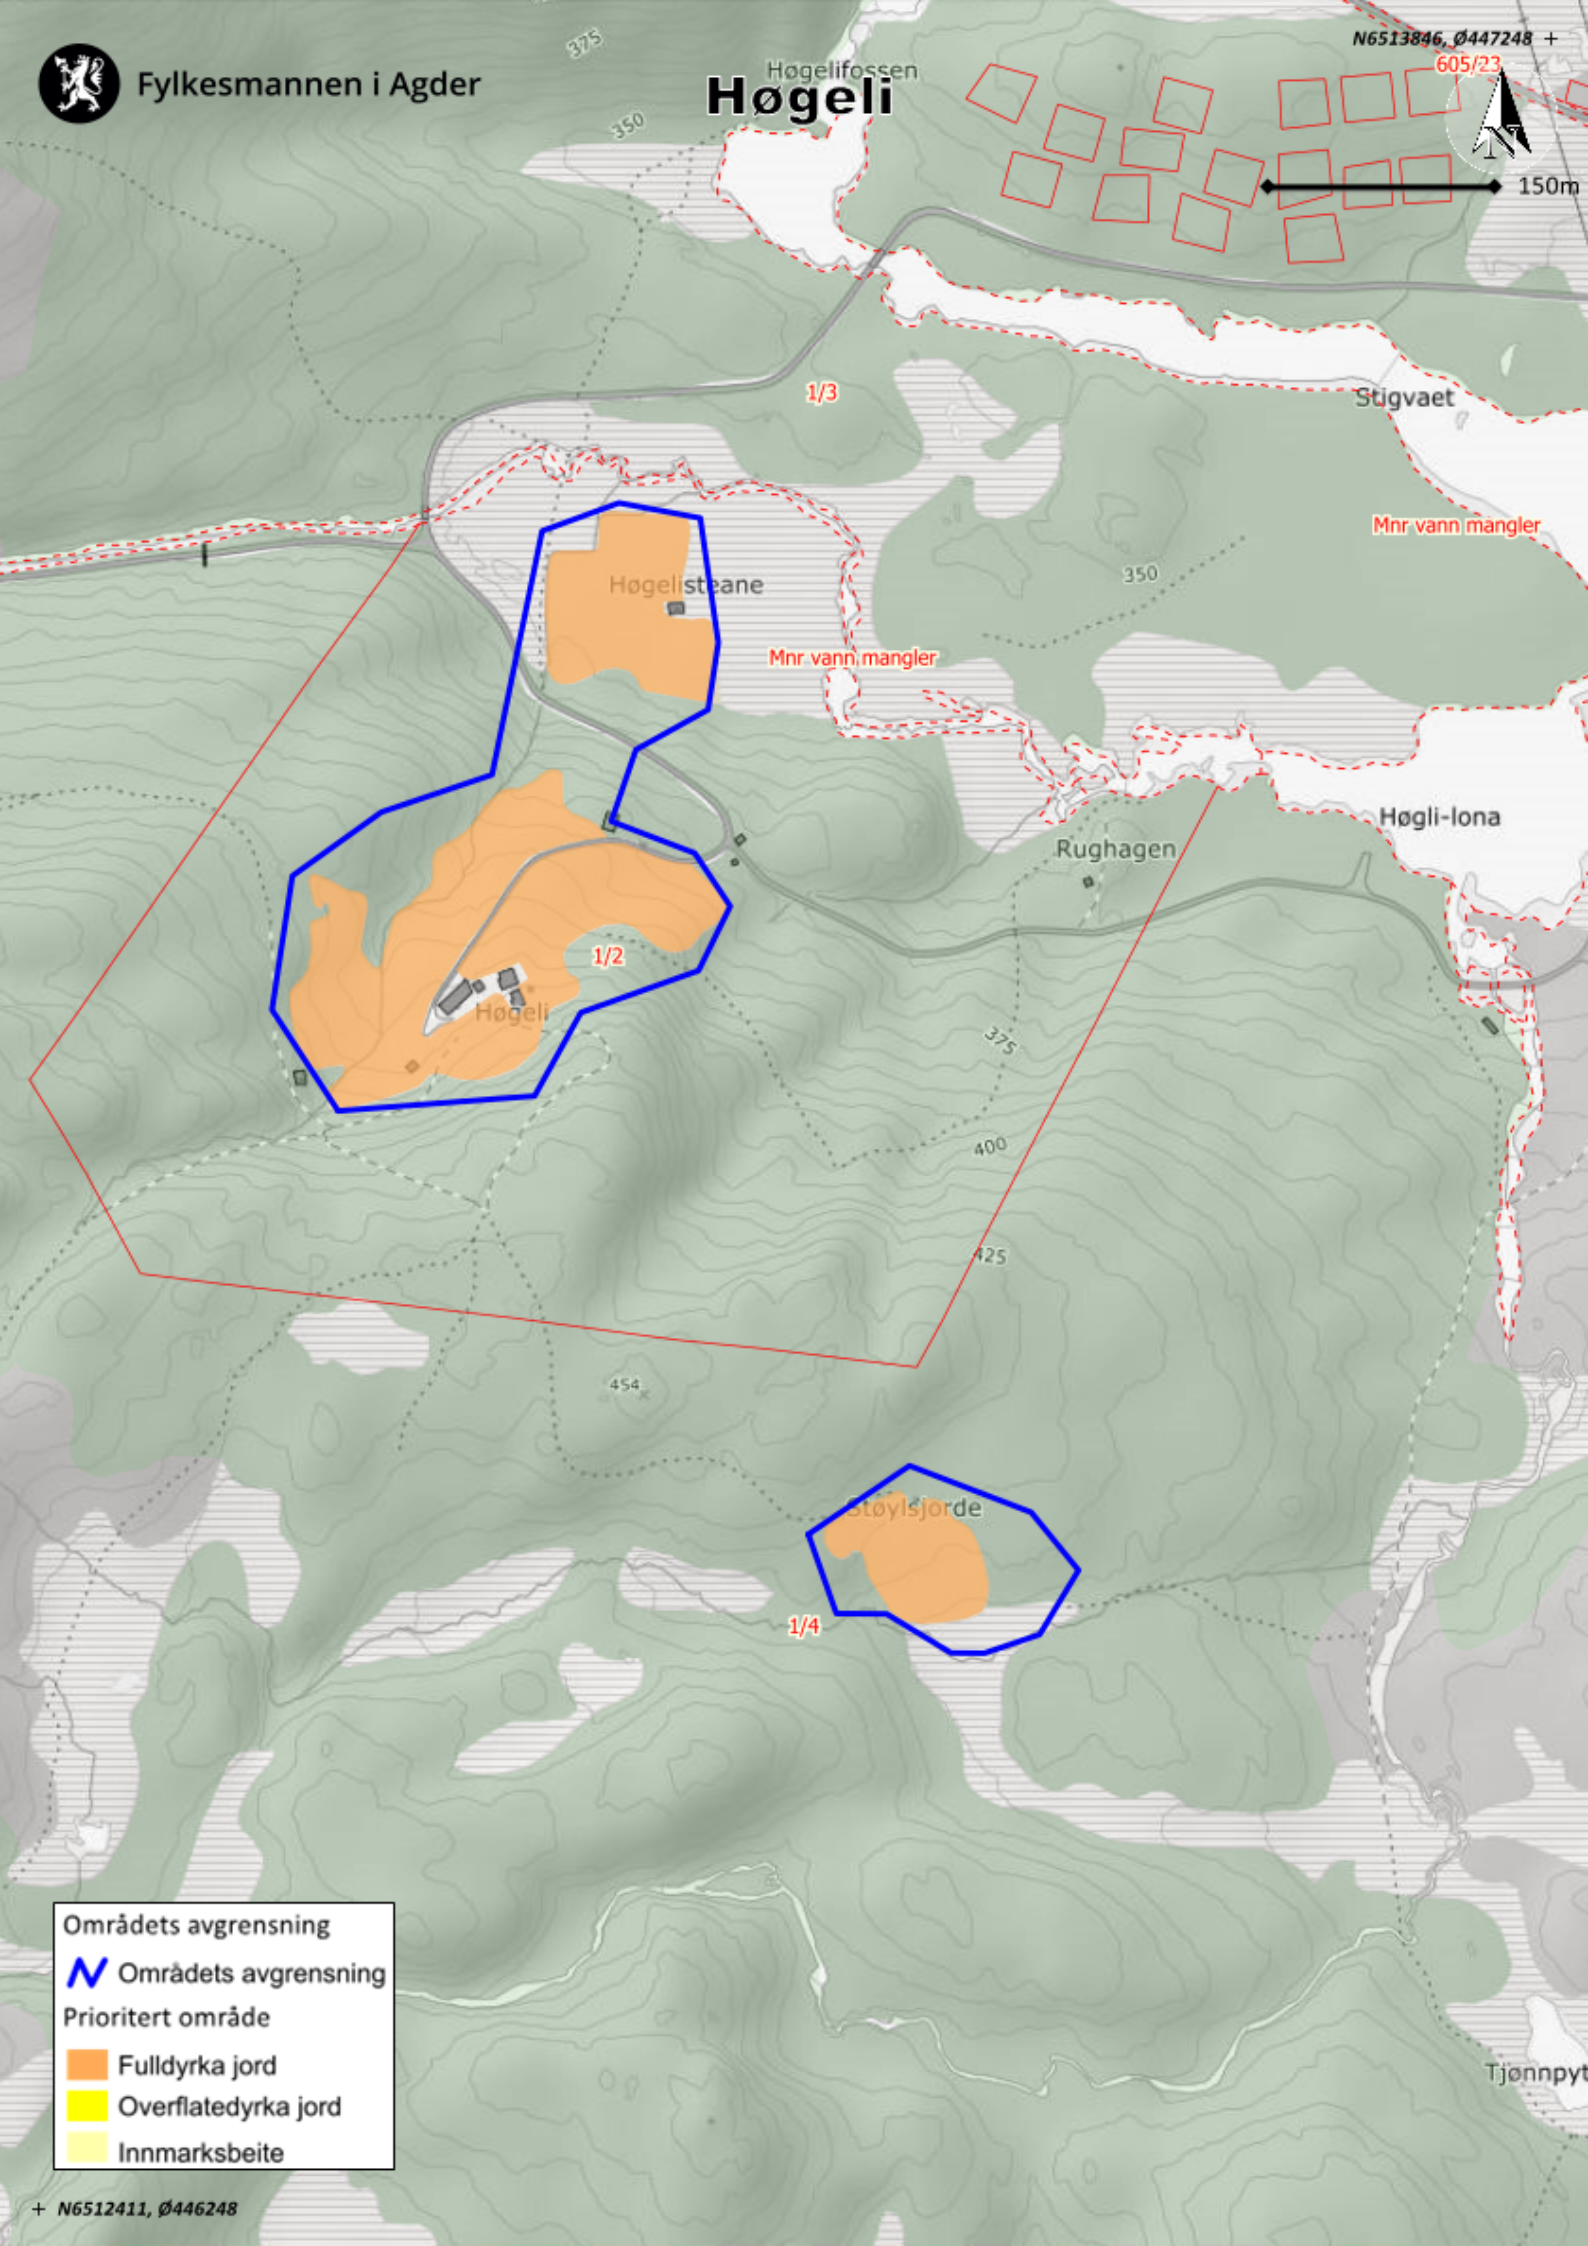 375
N6513846, Ø447248
605/23
Fylkesmannen i Agder
Høgelifossen
Høgeli
350
N
150m
1/3
Stigvaet
Mnr vann mangler
350
Høgelisteane
Mnr vann mangler
Høgli-lona
Rughagen
1/2
Høgeli
375
400
425
454
Støylsjorde
1/4
Områdets avgrensning
Områdets avgrensning
Prioritert område
Fulldyrka jord
Overflatedyrka jord
Innmarksbeite
Tjønnpyt
N6512411, Ø446248